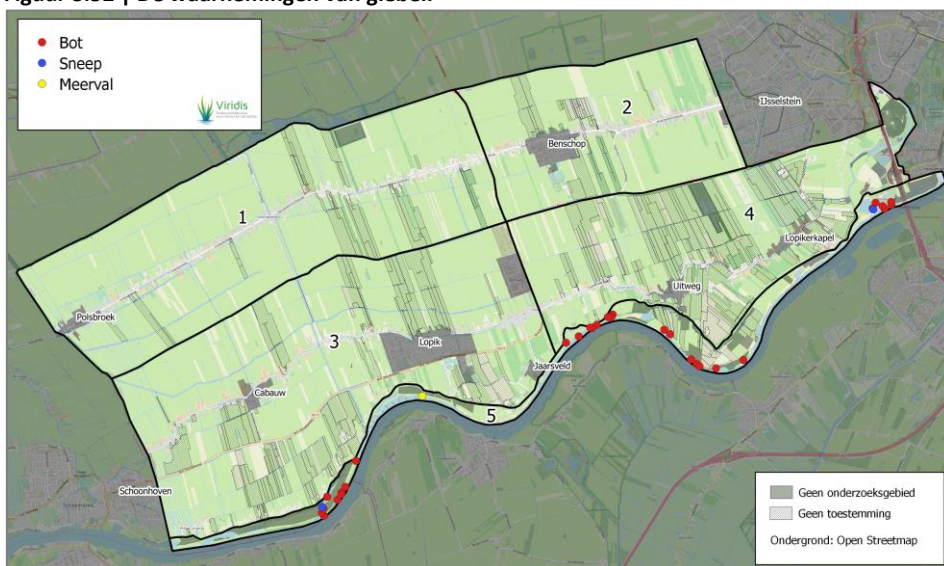 Bot
Sneep
Meerval
Viridis
IJsselstein
2
Benschop
1
4
Lopikerkapel
Uitweg
Polsbroek
3
Lopik
Jaarsveld
Cabauw
5
Schoonhoven
Geen onderzoeksgebied
Geen toestemming
Ondergrond: Open Streetmap